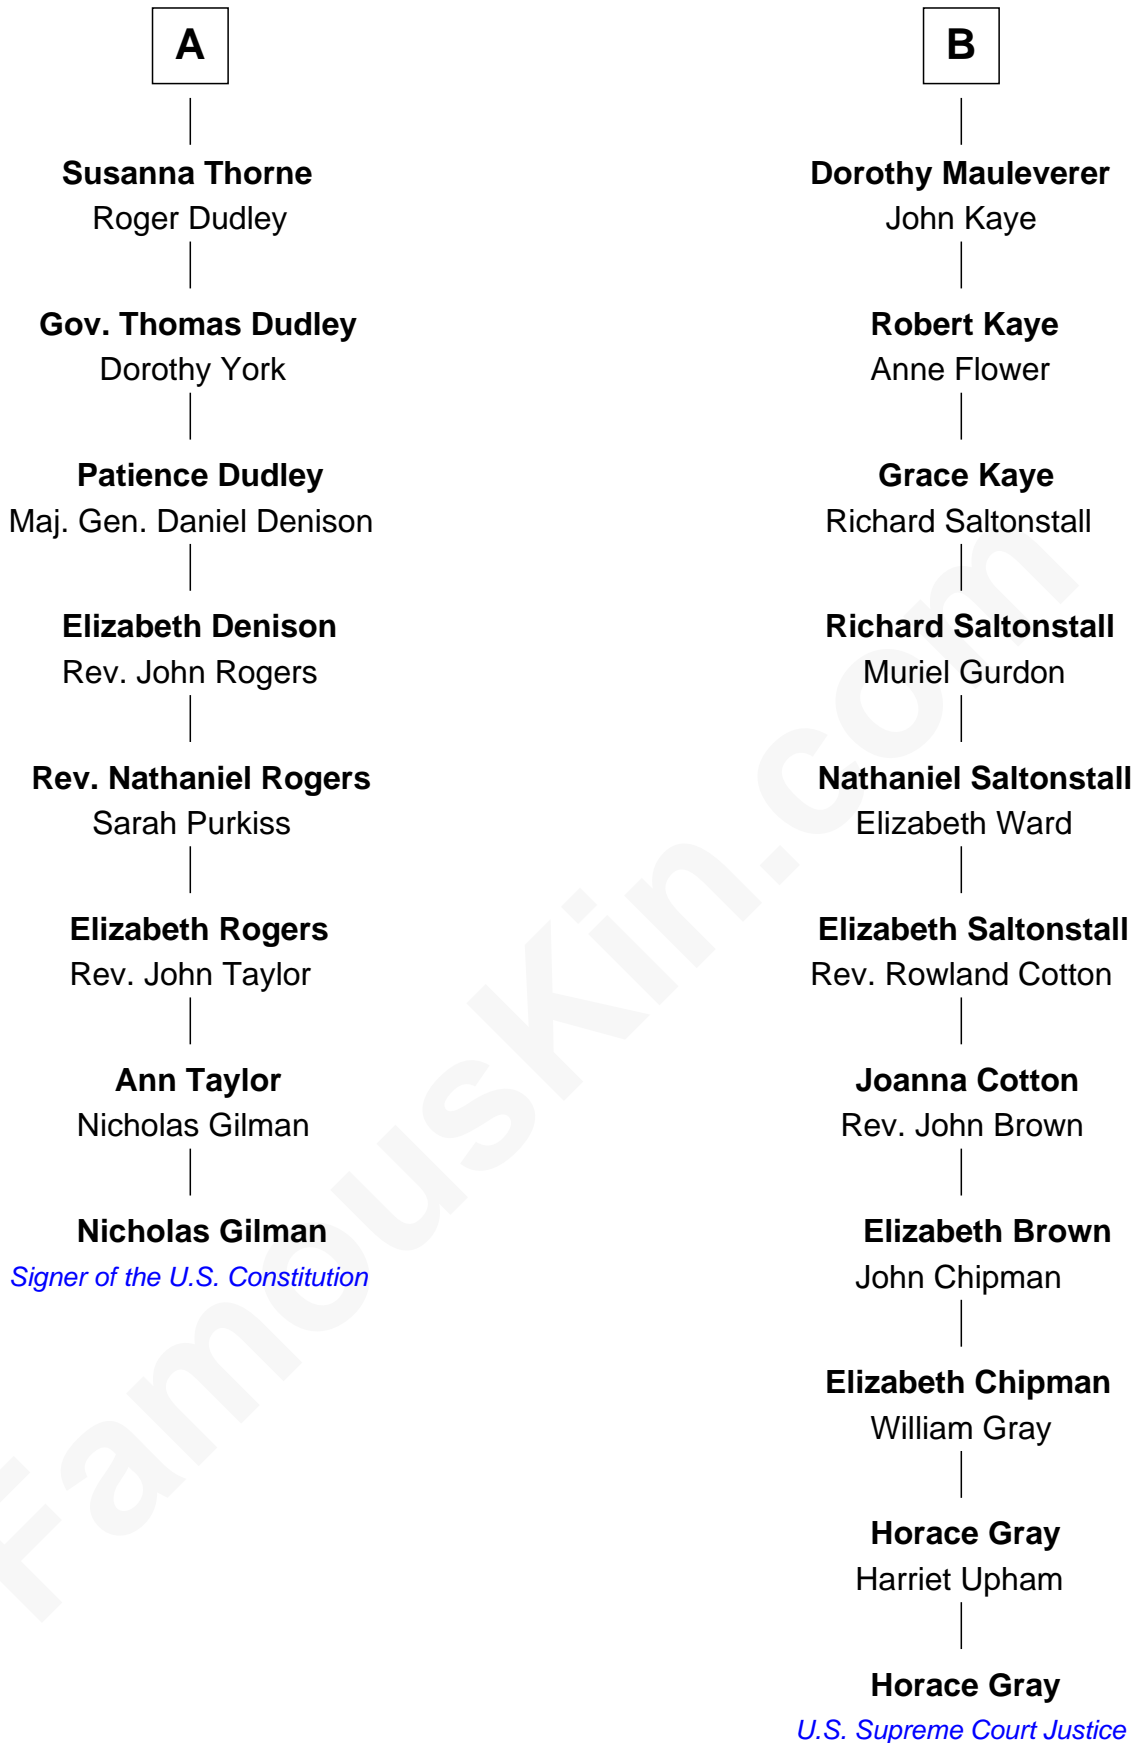 A
Susanna Thorne
Roger Dudley
Gov. Thomas Dudley
Dorothy York
Patience Dudley
Maj. Gen. Daniel Denison
Elizabeth Denison
Rev. John Rogers
Rev. Nathaniel Rogers
Sarah Purkiss
Elizabeth Rogers
Rev. John Taylor
Ann Taylor
Nicholas Gilman
Nicholas Gilman
Signer of the U.S. Constitution
B
Dorothy Mauleverer
John Kaye
Robert Kaye
Anne Flower
Grace Kaye
Richard Saltonstall
Richard Saltonstall
Muriel Gurdon
Nathaniel Saltonstall
Elizabeth Ward
Elizabeth Saltonstall
Rev. Rowland Cotton
Joanna Cotton
Rev. John Brown
Elizabeth Brown
John Chipman
Elizabeth Chipman
William Gray
Horace Gray
Harriet Upham
Horace Gray
U.S. Supreme Court Justice
FamousKin.com